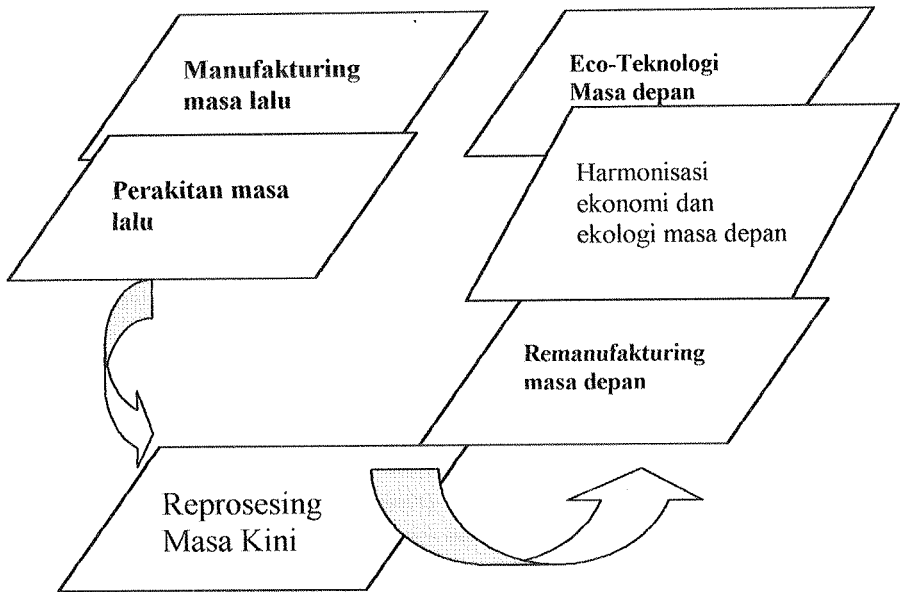 Manufakturing
masa lalu
Perakitan masa
lalu
Eco-Teknologi
Masa depan
Harmonisasi
ekonomi dan
ekologi masa depan
Remanufakturing
masa depan
Reprosesing
Masa Kini